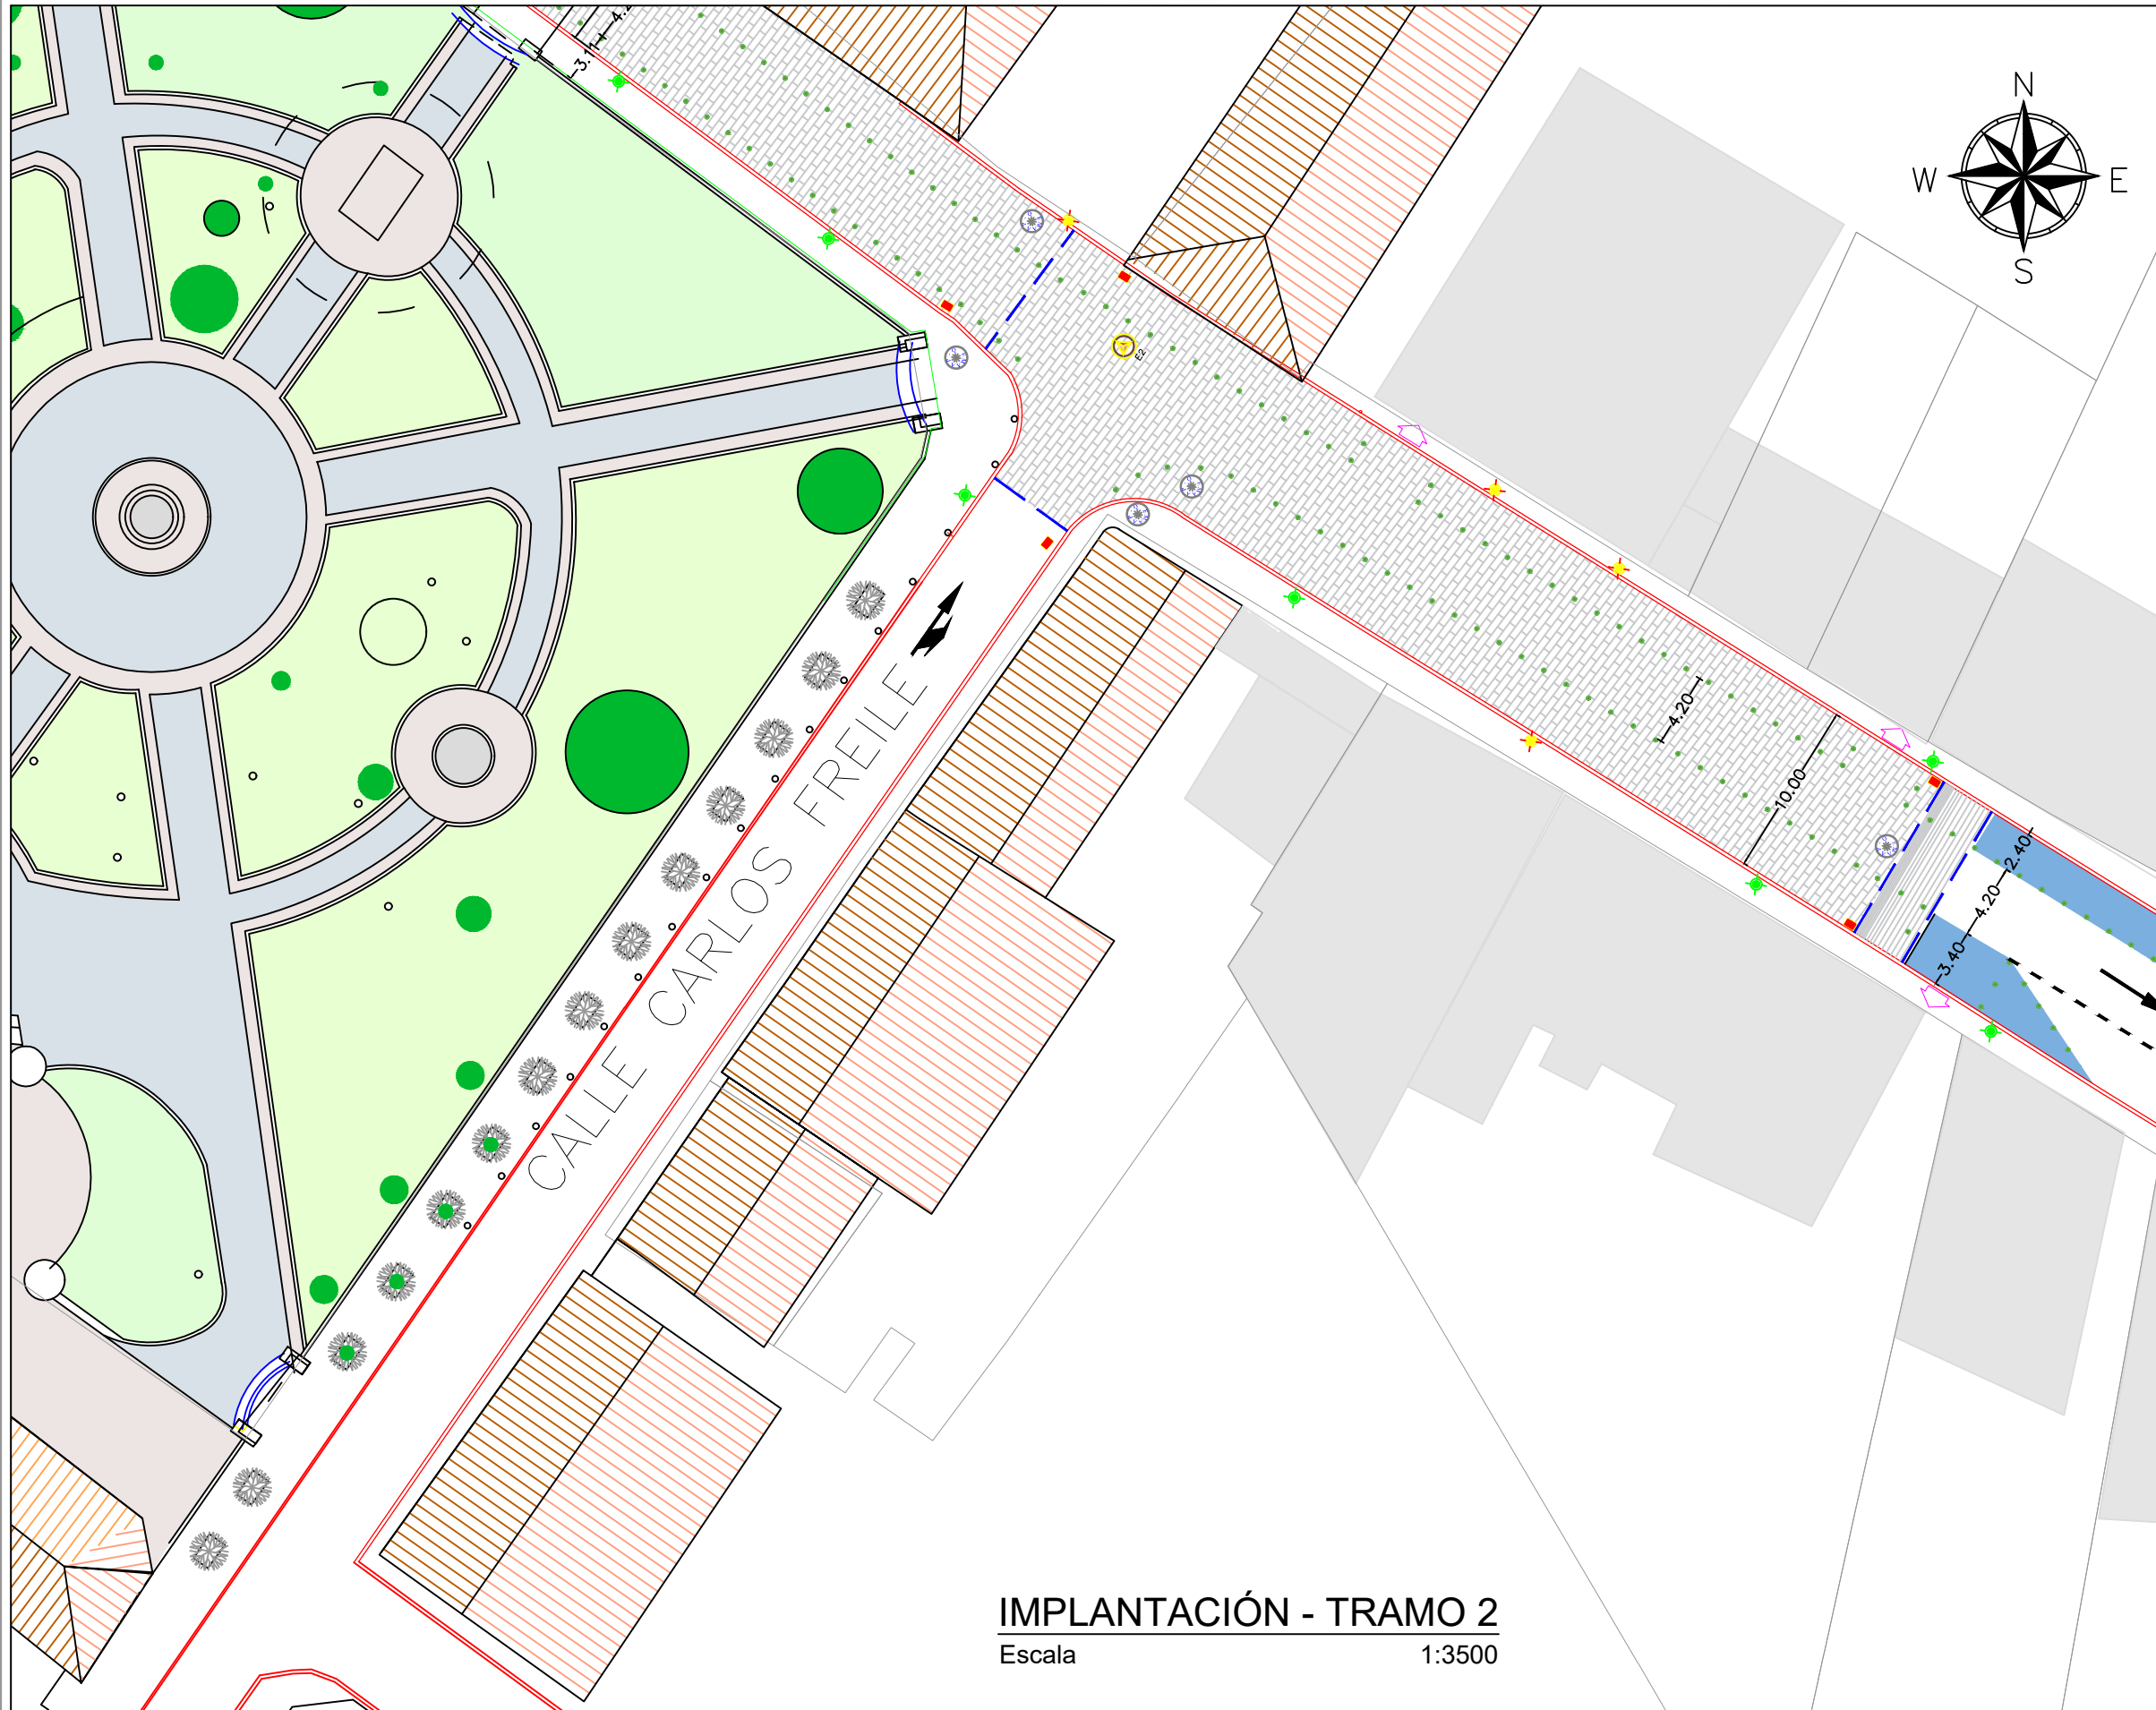 N
W E
S
E2
4.20
10.00
2.40
4.20
3.40
CALLE CARLOS FREILE
IMPLANTACIÓN - TRAMO 2
Escala 1:3500